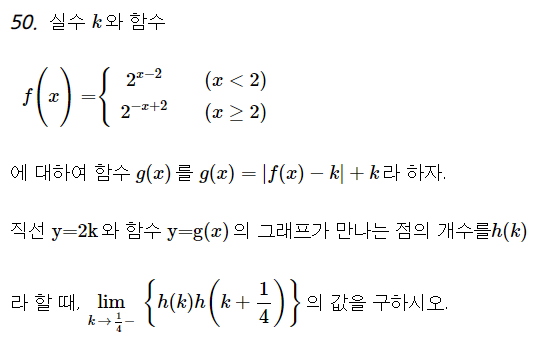 50. 실수 k와 함수
f(x) = { 2^{x-2} (x < 2)
2^{-x+2} (x ≥ 2)
에 대하여 함수 g(x)를 g(x) = |f(x) − k| + k라 하자.
직선 y=2k와 함수 y=g(x)의 그래프가 만나는 점의 개수를h(k)
라 할 때, lim_{k→1/4−} {h(k)h(k + 1/4)}의 값을 구하시오.